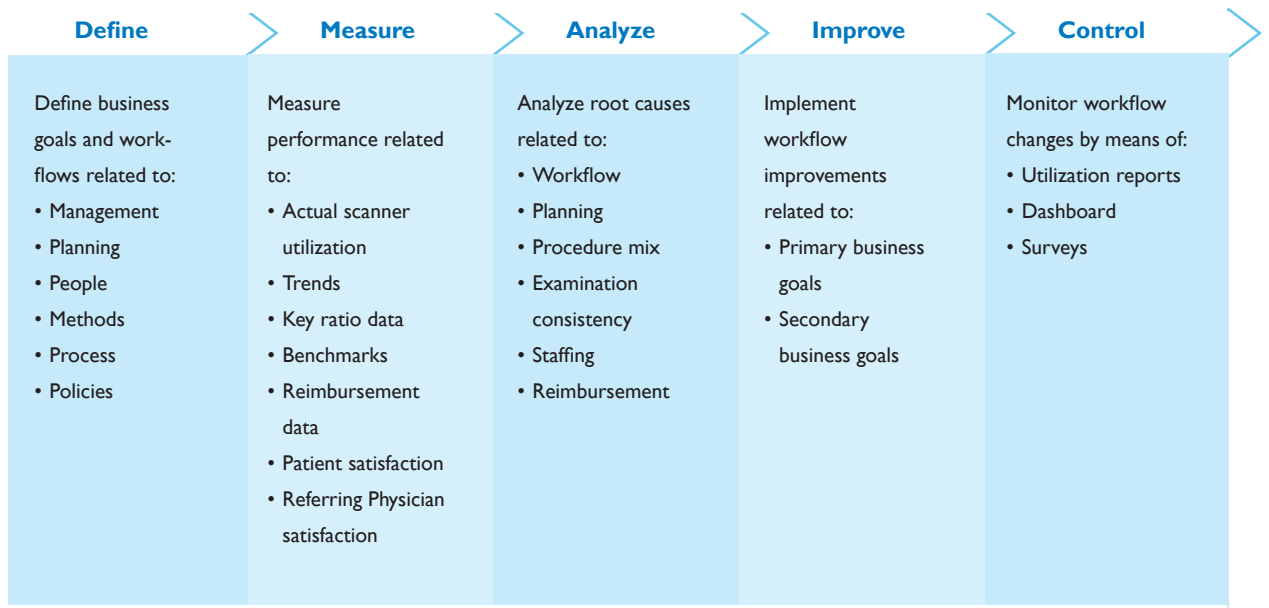 Define
Measure
Analyze
Improve
Control
Define business
goals and work-
flows related to:
• Management
• Planning
• People
• Methods
• Process
• Policies
Measure
performance related
to:
• Actual scanner
utilization
• Trends
• Key ratio data
• Benchmarks
• Reimbursement
data
• Patient satisfaction
• Referring Physician
satisfaction
Analyze root causes
related to:
• Workflow
• Planning
• Procedure mix
• Examination
consistency
• Staffing
• Reimbursement
Implement
workflow
improvements
related to:
• Primary business
goals
• Secondary
business goals
Monitor workflow
changes by means of:
• Utilization reports
• Dashboard
• Surveys